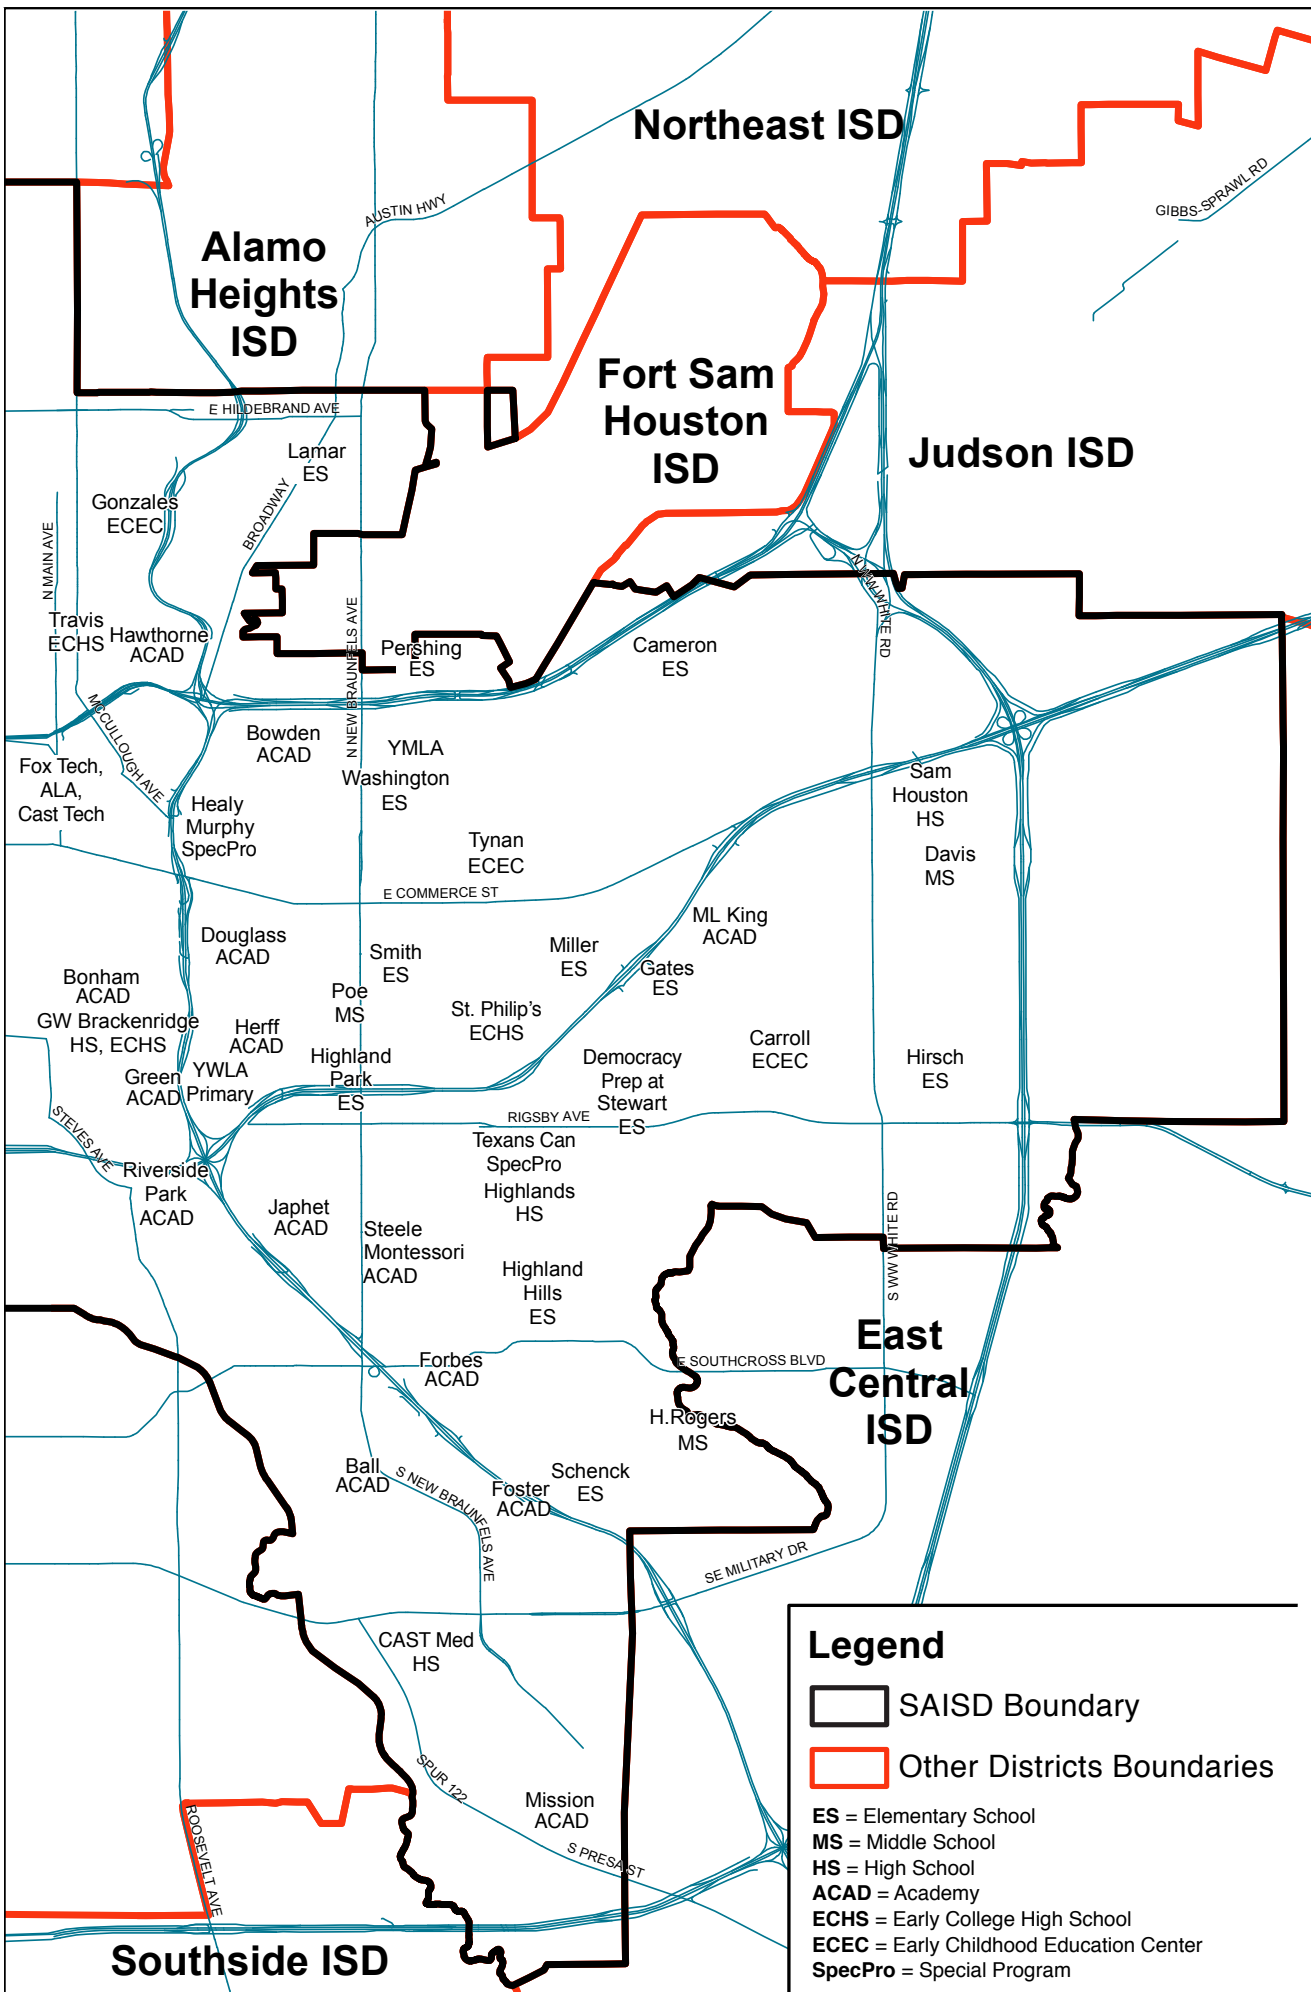 Northeast ISD
GIBBS-SPRAWL RD
AUSTIN HWY
Alamo
Heights
ISD
Fort Sam
Houston
ISD
Judson ISD
E HILDEBRAND AVE
Lamar
ES
Gonzales
ECEC
BROADWAY
N MAIN AVE
Travis
ECHS
Hawthorne
ACAD
N NEW BRAUNFELS AVE
Pershing
ES
Cameron
ES
N WW WHITE RD
MCCULLOUGH AVE
Bowden
ACAD
YMLA
Washington
ES
Fox Tech,
ALA,
Cast Tech
Healy
Murphy
SpecPro
Sam
Houston
HS
Tynan
ECEC
Davis
MS
E COMMERCE ST
ML King
ACAD
Douglass
ACAD
Smith
ES
Miller
ES
Gates
ES
Bonham
ACAD
Poe
MS
St. Philip's
ECHS
GW Brackenridge
HS, ECHS
Herff
ACAD
Carroll
ECEC
Highland
Park
ES
Democracy
Prep at
Stewart
ES
Hirsch
ES
Green
ACAD
YWLA
Primary
RIGSBY AVE
STEVES AVE
Texans Can
SpecPro
Riverside
Park
ACAD
Highlands
HS
Japhet
ACAD
Steele
Montessori
ACAD
S WW WHITE RD
Highland
Hills
ES
East
Central
ISD
Forbes
ACAD
E SOUTHCROSS BLVD
H.Rogers
MS
Ball
ACAD
S NEW BRAUNFELS AVE
Foster
ACAD
Schenck
ES
SE MILITARY DR
CAST Med
HS
SPUR 122
Mission
ACAD
S PRESA ST
ROOSEVELT AVE
Southside ISD
Legend
SAISD Boundary
Other Districts Boundaries
ES = Elementary School
MS = Middle School
HS = High School
ACAD = Academy
ECHS = Early College High School
ECEC = Early Childhood Education Center
SpecPro = Special Program